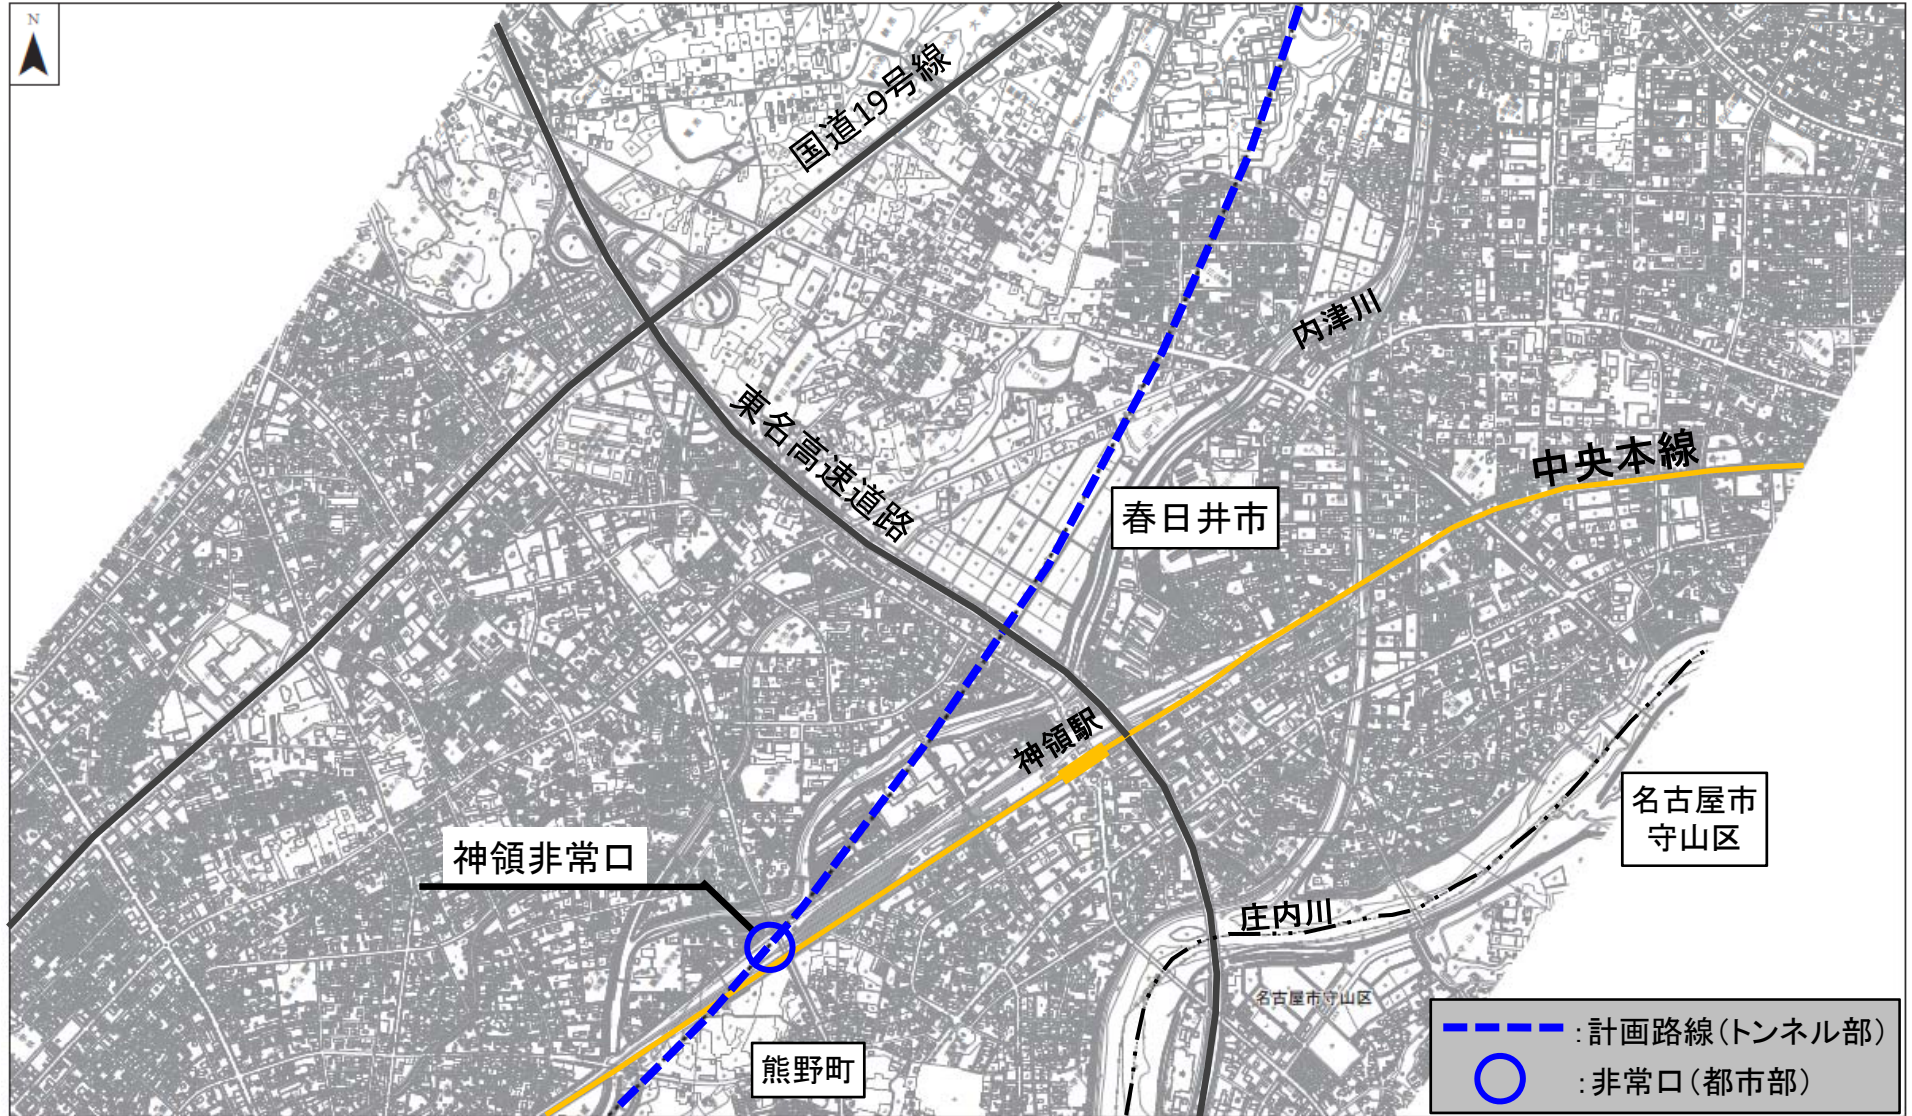 N
国道19号線
内津川
東名高速道路
中央本線
春日井市
神領駅
名古屋市
守山区
神領非常口
庄内川
名古屋市守山区
熊野町
：計画路線（トンネル部）
：非常口（都市部）